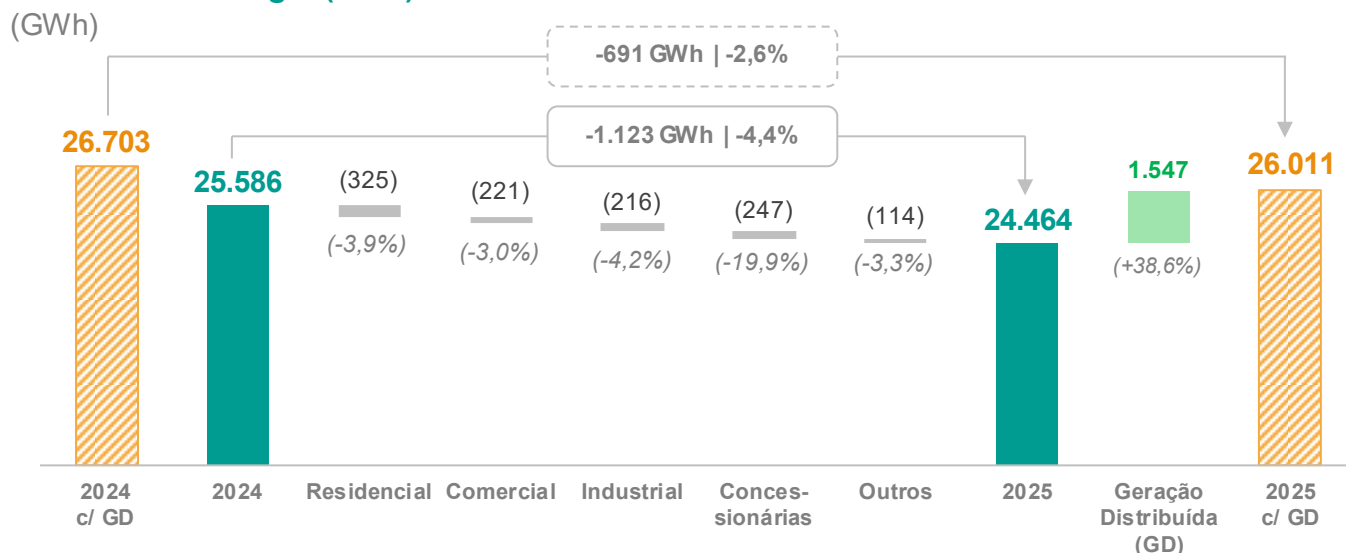 (GWh)
-691 GWh | -2,6%
-1.123 GWh | -4,4%
26.703
25.586
(325)
(-3,9%)
(221)
(-3,0%)
(216)
(-4,2%)
(247)
(-19,9%)
(114)
(-3,3%)
24.464
1.547
(+38,6%)
26.011
2024
c/ GD
2024
Residencial
Comercial
Industrial
Conces-
sionárias
Outros
2025
Geração
Distribuída
(GD)
2025
c/ GD